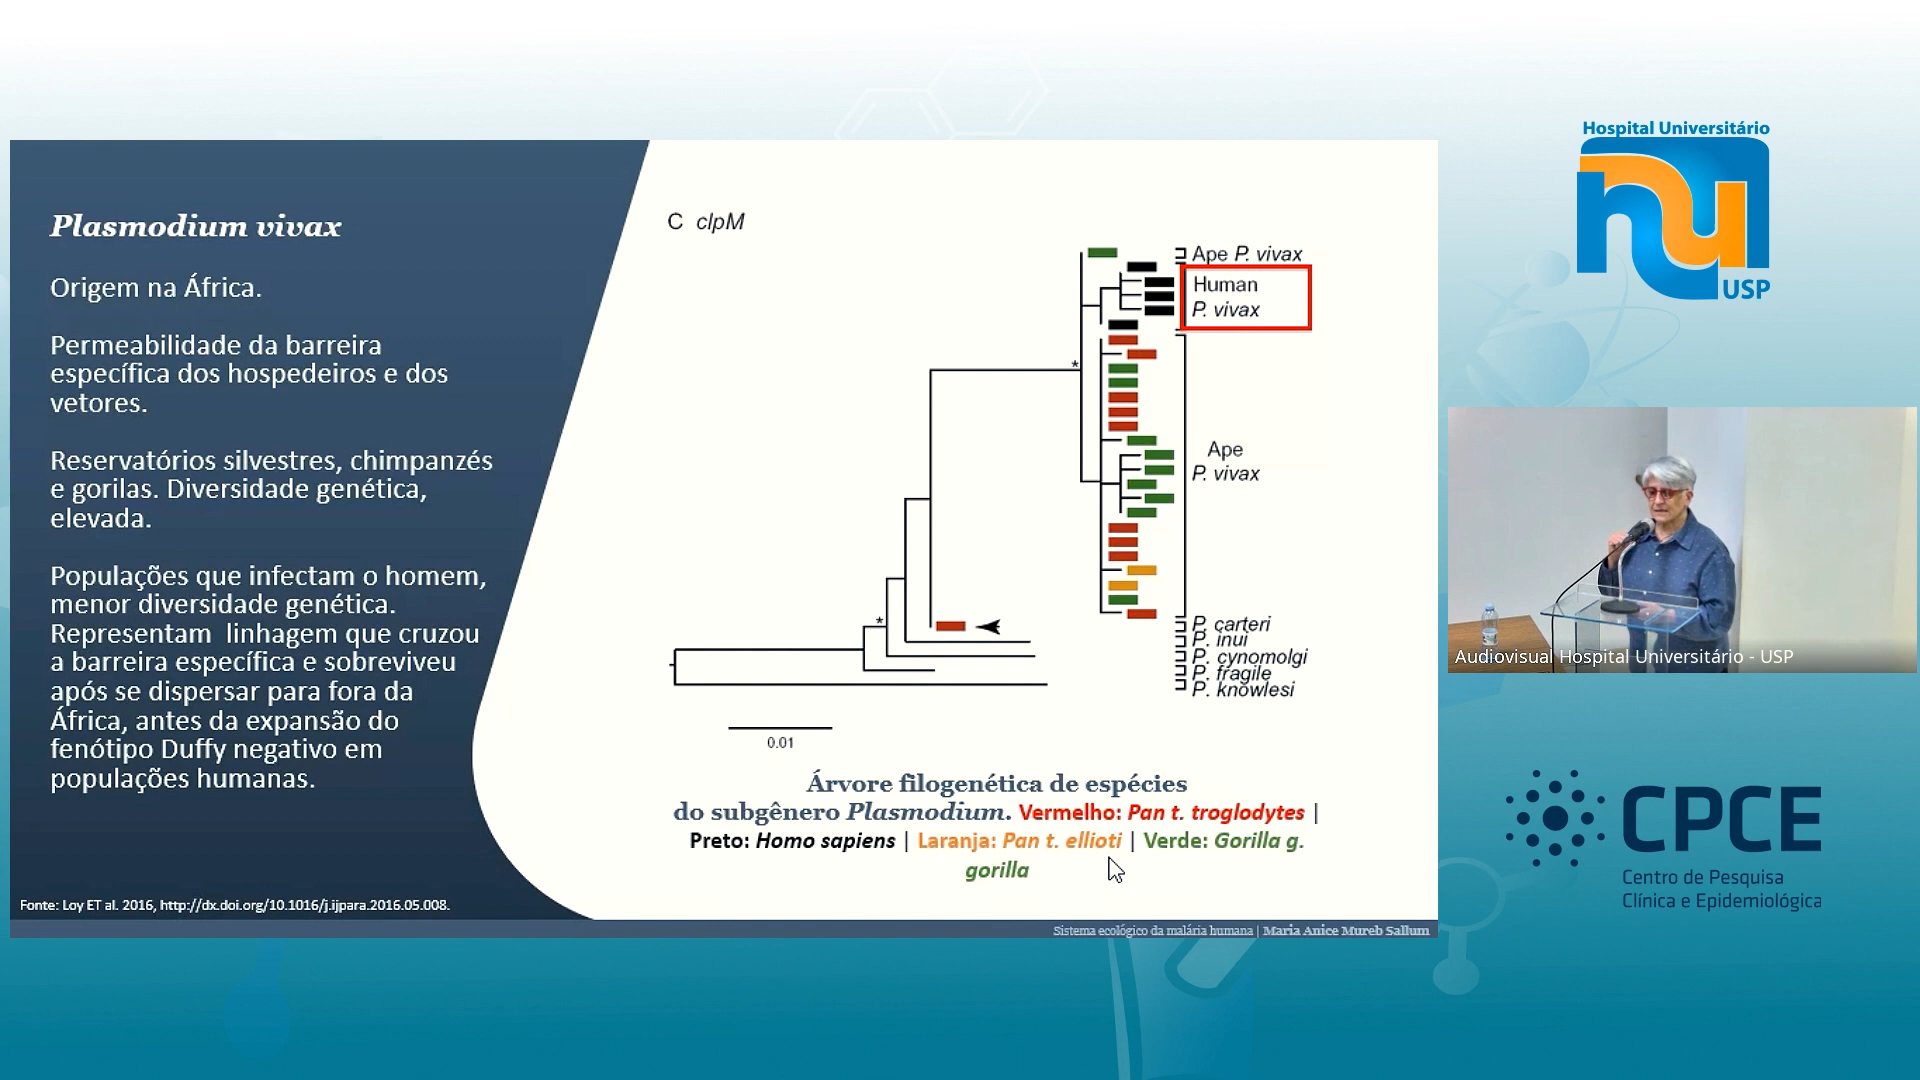 Plasmodium vivax
Origem na África.
Permeabilidade da barreira
específica dos hospedeiros e dos
vetores.
Reservatórios silvestres, chimpanzés
e gorilas. Diversidade genética,
elevada.
Populações que infectam o homem,
menor diversidade genética.
Representam linhagem que cruzou
a barreira específica e sobreviveu
após se dispersar para fora da
África, antes da expansão do
fenótipo Duffy negativo em
populações humanas.
Fonte: Loy ET al. 2016, http://dx.doi.org/10.1016/j.ijpara.2016.05.008.
C clpM
Ape P. vivax
Human
P. vivax
*
Ape
P. vivax
*
P. carteri
P. inui
P. cynomolgi
P. fragile
P. knowlesi
0.01
Árvore filogenética de espécies
do subgênero Plasmodium. Vermelho: Pan t. troglodytes |
Preto: Homo sapiens | Laranja: Pan t. ellioti | Verde: Gorilla g.
gorilla
Sistema ecológico da malária humana | Maria Anice Mureb Sallum
Hospital Universitário
hu
USP
Audiovisual Hospital Universitário - USP
CPCE
Centro de Pesquisa
Clínica e Epidemiológica